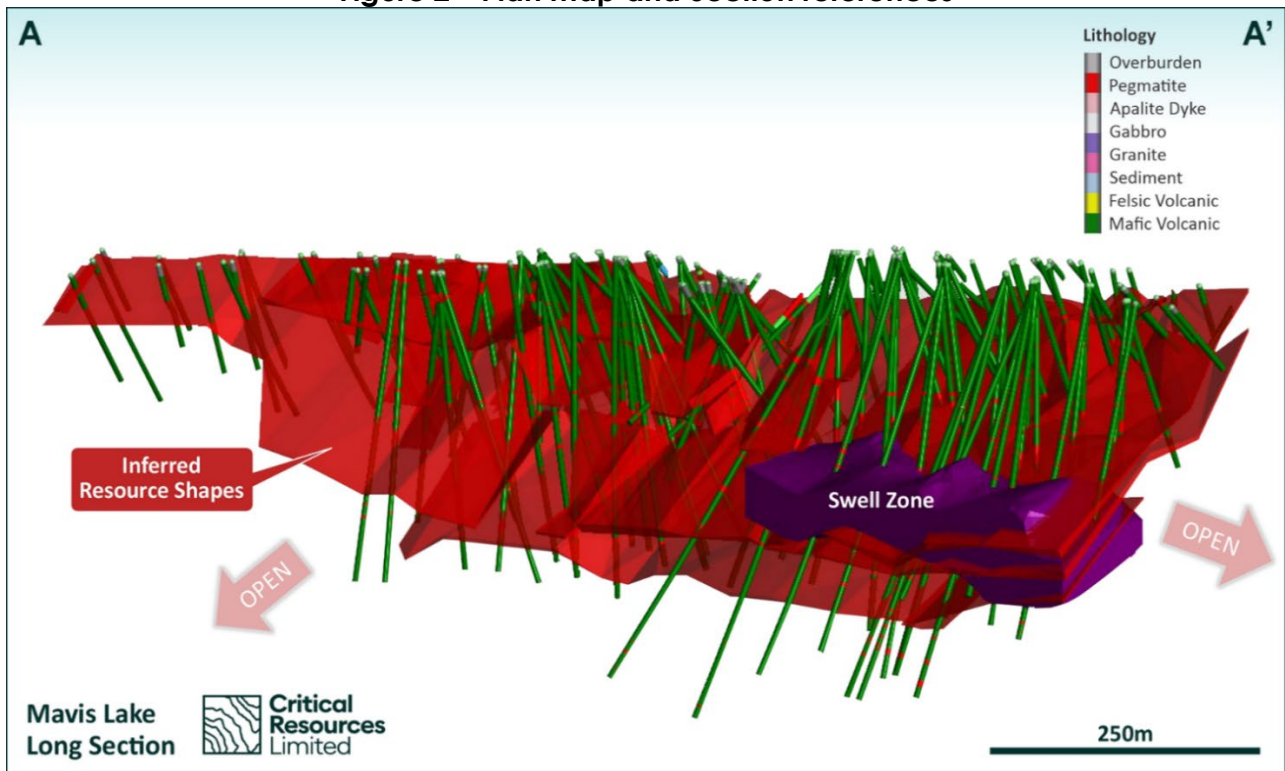 A
A'
Lithology
Overburden
Pegmatite
Apalite Dyke
Gabbro
Granite
Sediment
Felsic Volcanic
Mafic Volcanic
Inferred
Resource Shapes
Swell Zone
OPEN
OPEN
Mavis Lake
Long Section
Critical
Resources
Limited
250m